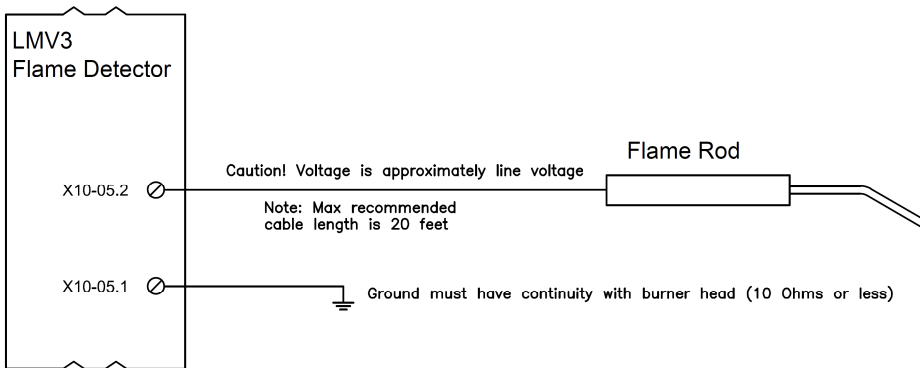 LMV3
Flame Detector
Flame Rod
Caution! Voltage is approximately line voltage
X10-05.2
Note: Max recommended
cable length is 20 feet
X10-05.1
Ground must have continuity with burner head (10 Ohms or less)